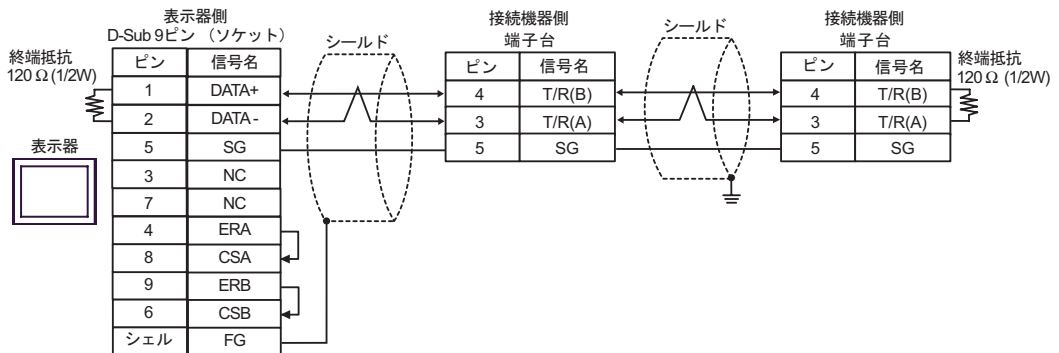 表示器側
D-Sub 9ピン （ソケット）
終端抵抗
120 Ω (1/2W)
ピン 信号名
1 DATA+
2 DATA-
5 SG
3 NC
7 NC
4 ERA
8 CSA
9 ERB
6 CSB
シェル FG
表示器
シールド
接続機器側
端子台
ピン 信号名
4 T/R(B)
3 T/R(A)
5 SG
シールド
接続機器側
端子台
ピン 信号名
4 T/R(B)
3 T/R(A)
5 SG
終端抵抗
120 Ω (1/2W)